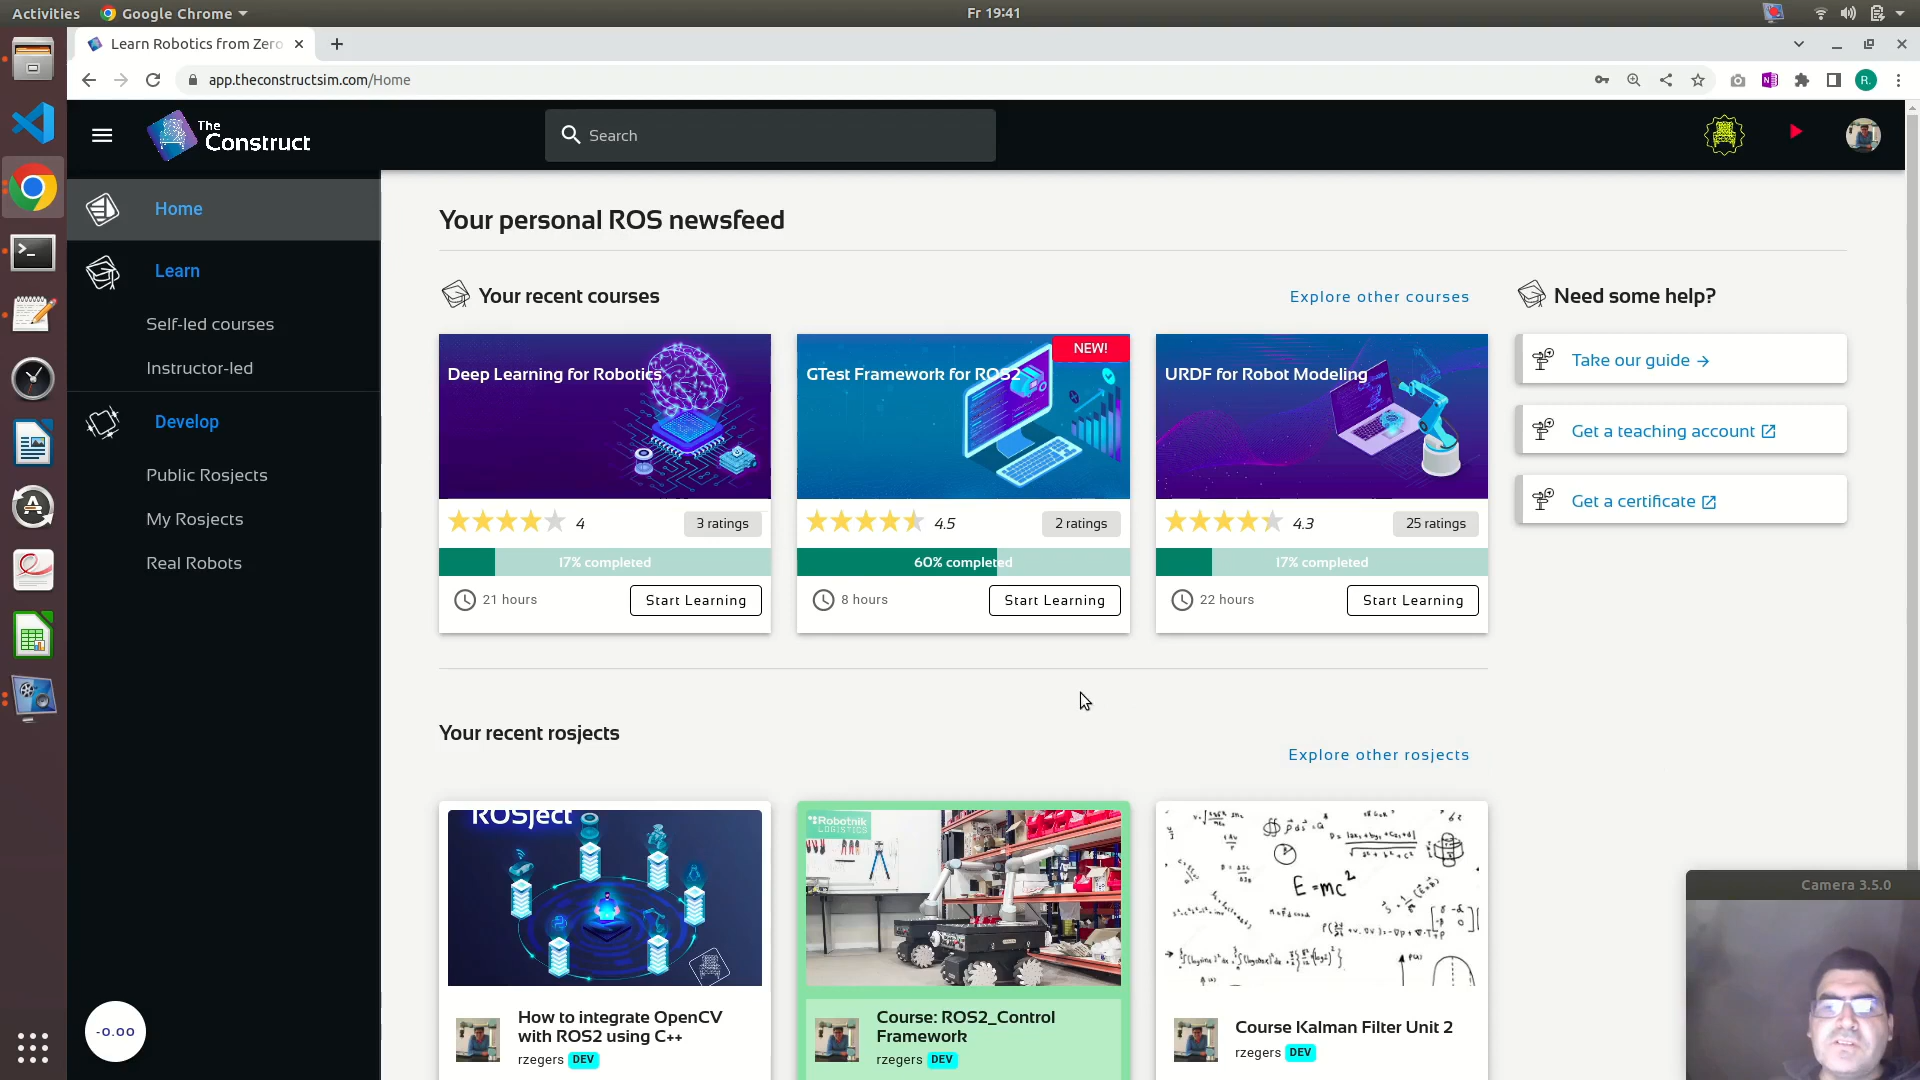 Activities
Google Chrome
Fr 19:41
Learn Robotics from Zero
app.theconstructsim.com/Home
R.
The
Construct
Search
Home
Learn
Self-led courses
Instructor-led
Develop
Public Rosjects
My Rosjects
Real Robots
-0.00
Your personal ROS newsfeed
Your recent courses
Explore other courses
Need some help?
Deep Learning for Robotics
4
3 ratings
17% completed
21 hours
Start Learning
NEW!
GTest Framework for ROS2
4.5
2 ratings
60% completed
8 hours
Start Learning
URDF for Robot Modeling
4.3
25 ratings
17% completed
22 hours
Start Learning
Take our guide →
Get a teaching account
Get a certificate
Your recent rosjects
Explore other rosjects
ROSject
How to integrate OpenCV
with ROS2 using C++
rzegers DEV
Robotnik
LOGISTICS
Course: ROS2_Control
Framework
rzegers DEV
E=mc²
Course Kalman Filter Unit 2
rzegers DEV
Camera 3.5.0